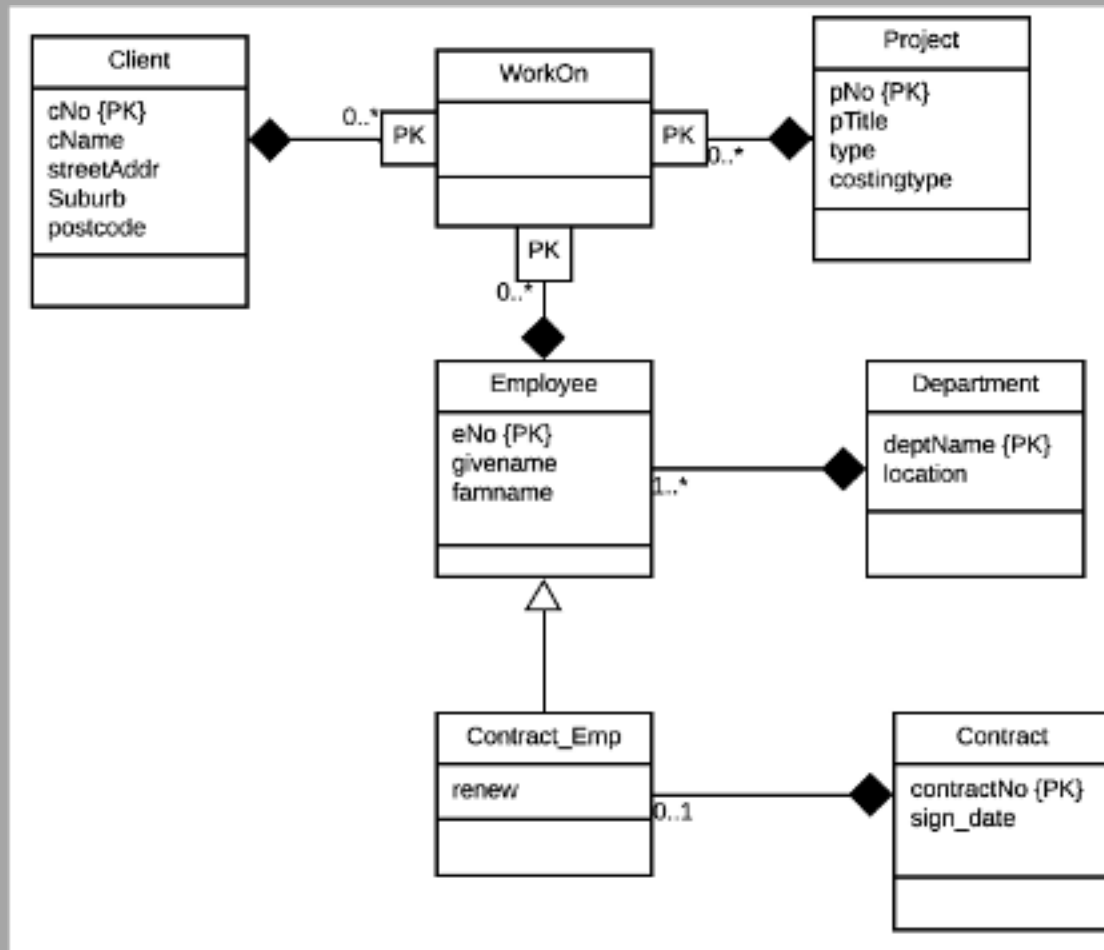 Client
cNo {PK}
cName
streetAddr
Suburb
postcode
0..*
PK
WorkOn
PK
0..*
PK
0..*
Project
pNo {PK}
pTitle
type
costingtype
Employee
eNo {PK}
givename
famname
1..*
Department
deptName {PK}
location
Contract_Emp
renew
0..1
Contract
contractNo {PK}
sign_date